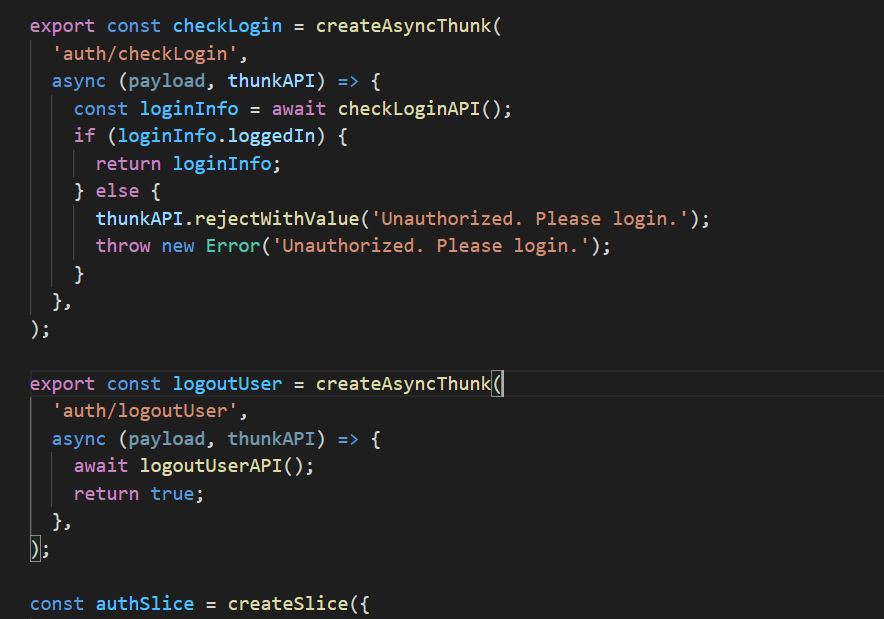 export const checkLogin = createAsyncThunk(
'auth/checkLogin',
async (payload, thunkAPI) => {
const loginInfo = await checkLoginAPI();
if (loginInfo.loggedIn) {
return loginInfo;
} else {
thunkAPI.rejectWithValue('Unauthorized. Please login.');
throw new Error('Unauthorized. Please login.');
}
},
);
export const logoutUser = createAsyncThunk(
'auth/logoutUser',
async (payload, thunkAPI) => {
await logoutUserAPI();
return true;
},
);
const authSlice = createSlice({